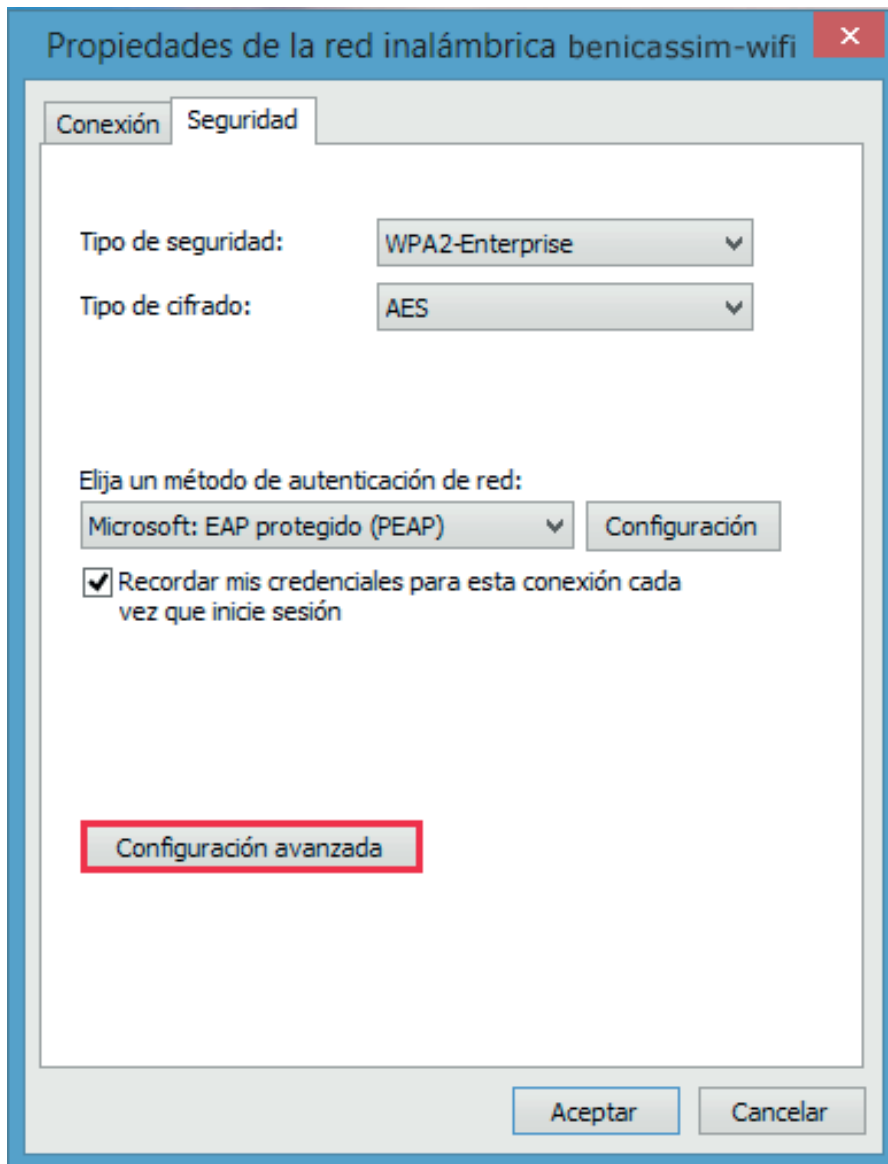 Propiedades de la red inalámbrica benicassim-wifi
Conexión
Seguridad
Tipo de seguridad:
WPA2-Enterprise
Tipo de cifrado:
AES
Elija un método de autenticación de red:
Microsoft: EAP protegido (PEAP)
Configuración
Recordar mis credenciales para esta conexión cada
vez que inicie sesión
Configuración avanzada
Aceptar
Cancelar